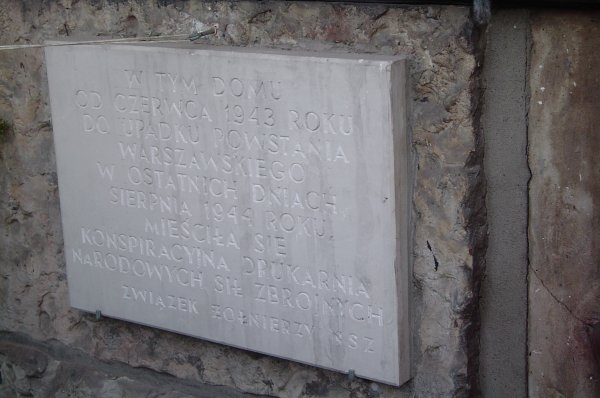 W TYM DOMU
OD CZERWCA 1943 ROKU
DO UPADKU POWSTANIA
WARSZAWSKIEGO
W OSTATNICH DNIACH
SIERPNIA 1944 ROKU
MIEŚCIŁA SIĘ
KONSPIRACYJNA DRUKARNIA
NARODOWYCH SIŁ ZBROJNYCH
ZWIĄZEK ŻOŁNIERZY NSZ